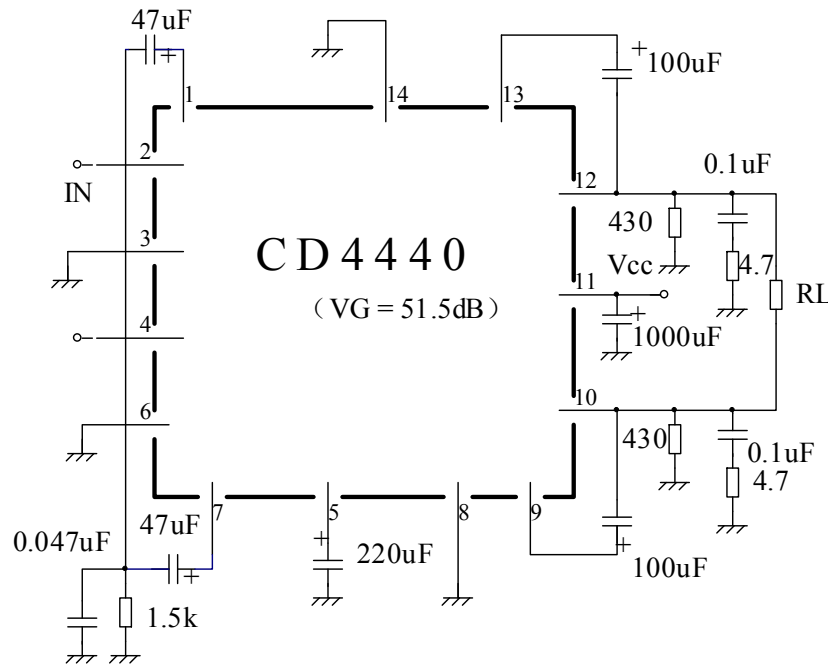 47uF
+
1
14
13
+
100uF
2
IN
3
4
6
CD4440
（VG = 51.5dB）
12
430
0.1uF
4.7
Vcc
11
+
1000uF
RL
10
430
0.1uF
4.7
7
5
8
9
47uF
+
0.047uF
1.5k
+
220uF
+
100uF